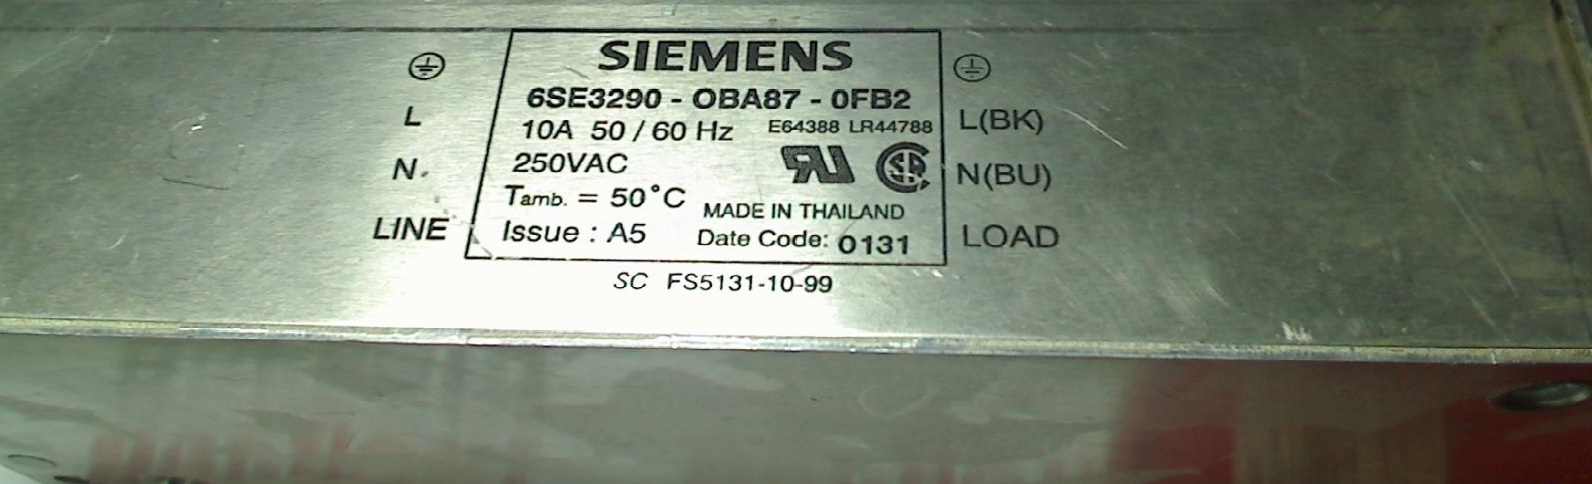 SIEMENS
6SE3290 - OBA87 - 0FB2
10A 50 / 60 Hz E64388 LR44788
250VAC
Tamb. = 50°C
MADE IN THAILAND
Issue : A5 Date Code: 0131
SC FS5131-10-99
L
N
LINE
L(BK)
N(BU)
LOAD